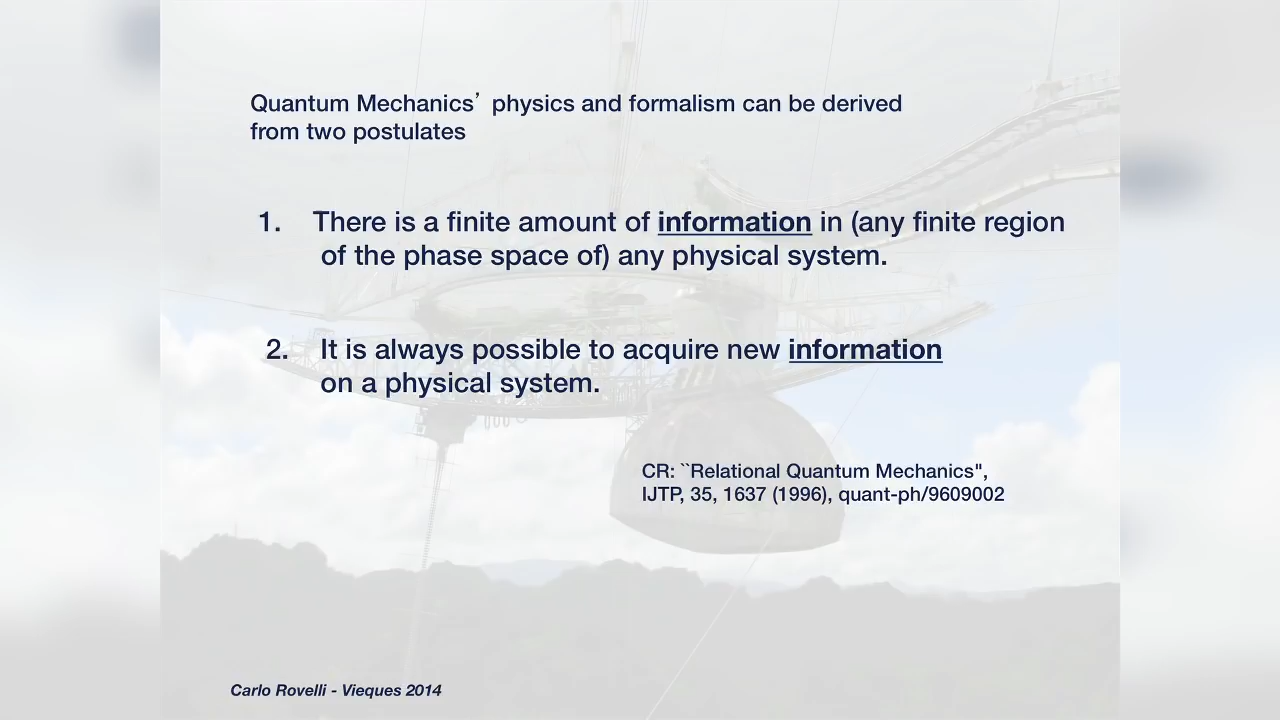 Quantum Mechanics’ physics and formalism can be derived
from two postulates
1. There is a finite amount of information in (any finite region
of the phase space of) any physical system.
2. It is always possible to acquire new information
on a physical system.
CR: ``Relational Quantum Mechanics",
IJTP, 35, 1637 (1996), quant-ph/9609002
Carlo Rovelli - Vieques 2014